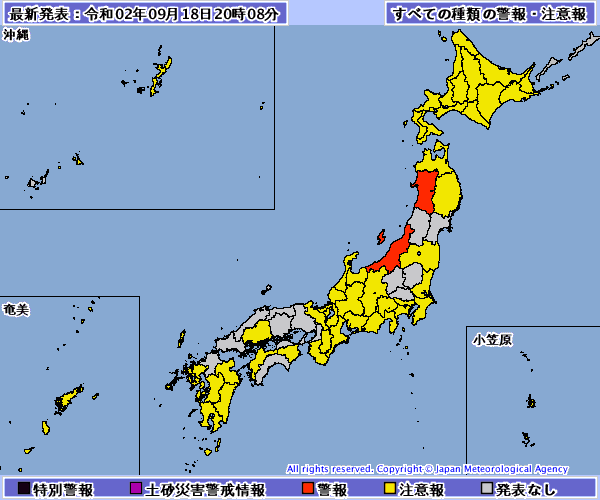 最新発表：令和02年09月18日20時08分
すべての種類の警報・注意報
沖縄
奄美
小笠原
All rights reserved. Copyright © Japan Meteorological Agency
特別警報 土砂災害警戒情報 警報 注意報 発表なし